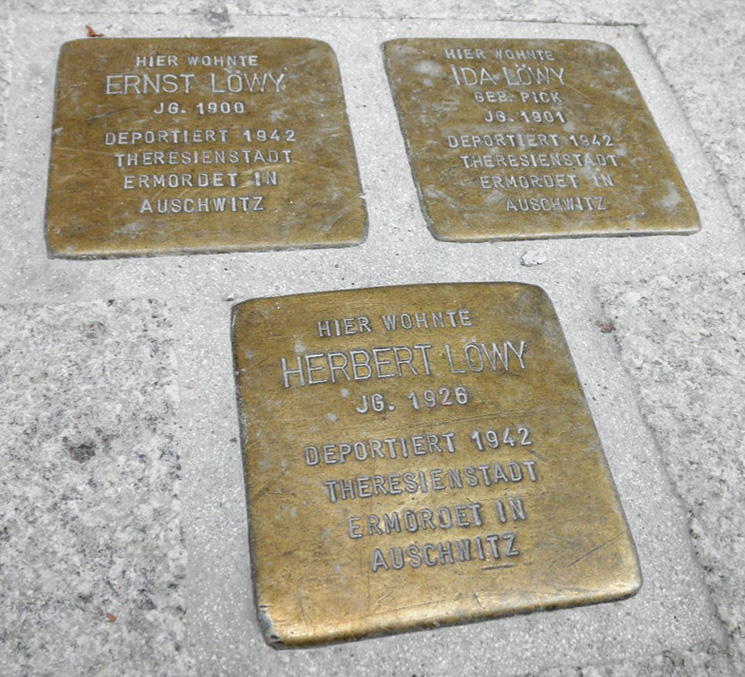 HIER WOHNTE
ERNST LÖWY
JG. 1900
DEPORTIERT 1942
THERESIENSTADT
ERMORDET IN
AUSCHWITZ
HIER WOHNTE
IDA LÖWY
GEB. PICK
JG. 1901
DEPORTIERT 1942
THERESIENSTADT
ERMORDET IN
AUSCHWITZ
HIER WOHNTE
HERBERT LÖWY
JG. 1926
DEPORTIERT 1942
THERESIENSTADT
ERMORDET IN
AUSCHWITZ